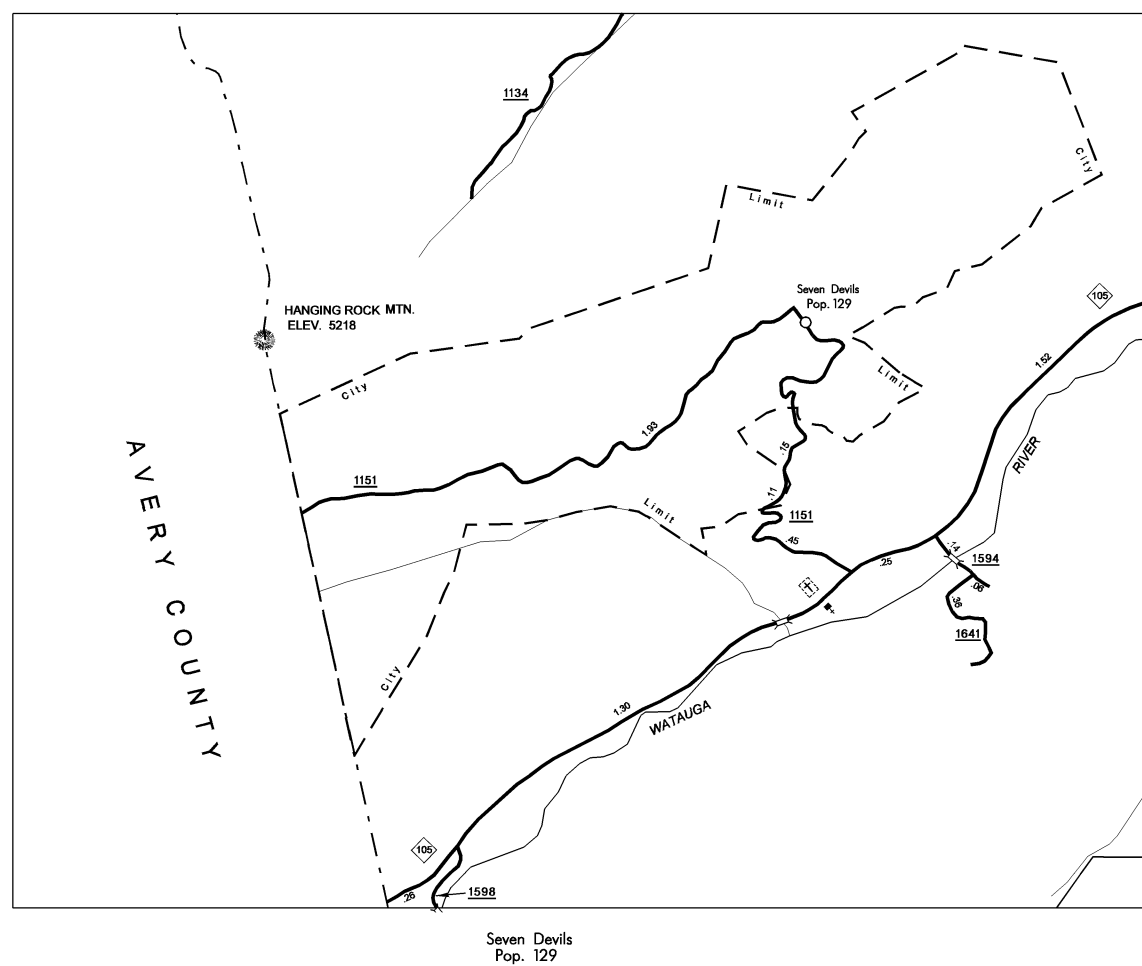 1134
City
Limit
Seven Devils
Pop. 129
105
HANGING ROCK MTN.
ELEV. 5218
1.52
City
Limit
AVERY COUNTY
1.93
.15
RIVER
1151
.11
Limit
1151
.45
.25
.14
1594
.06
.36
1641
City
1.30
WATAUGA
105
.26
1598
Seven Devils
Pop. 129